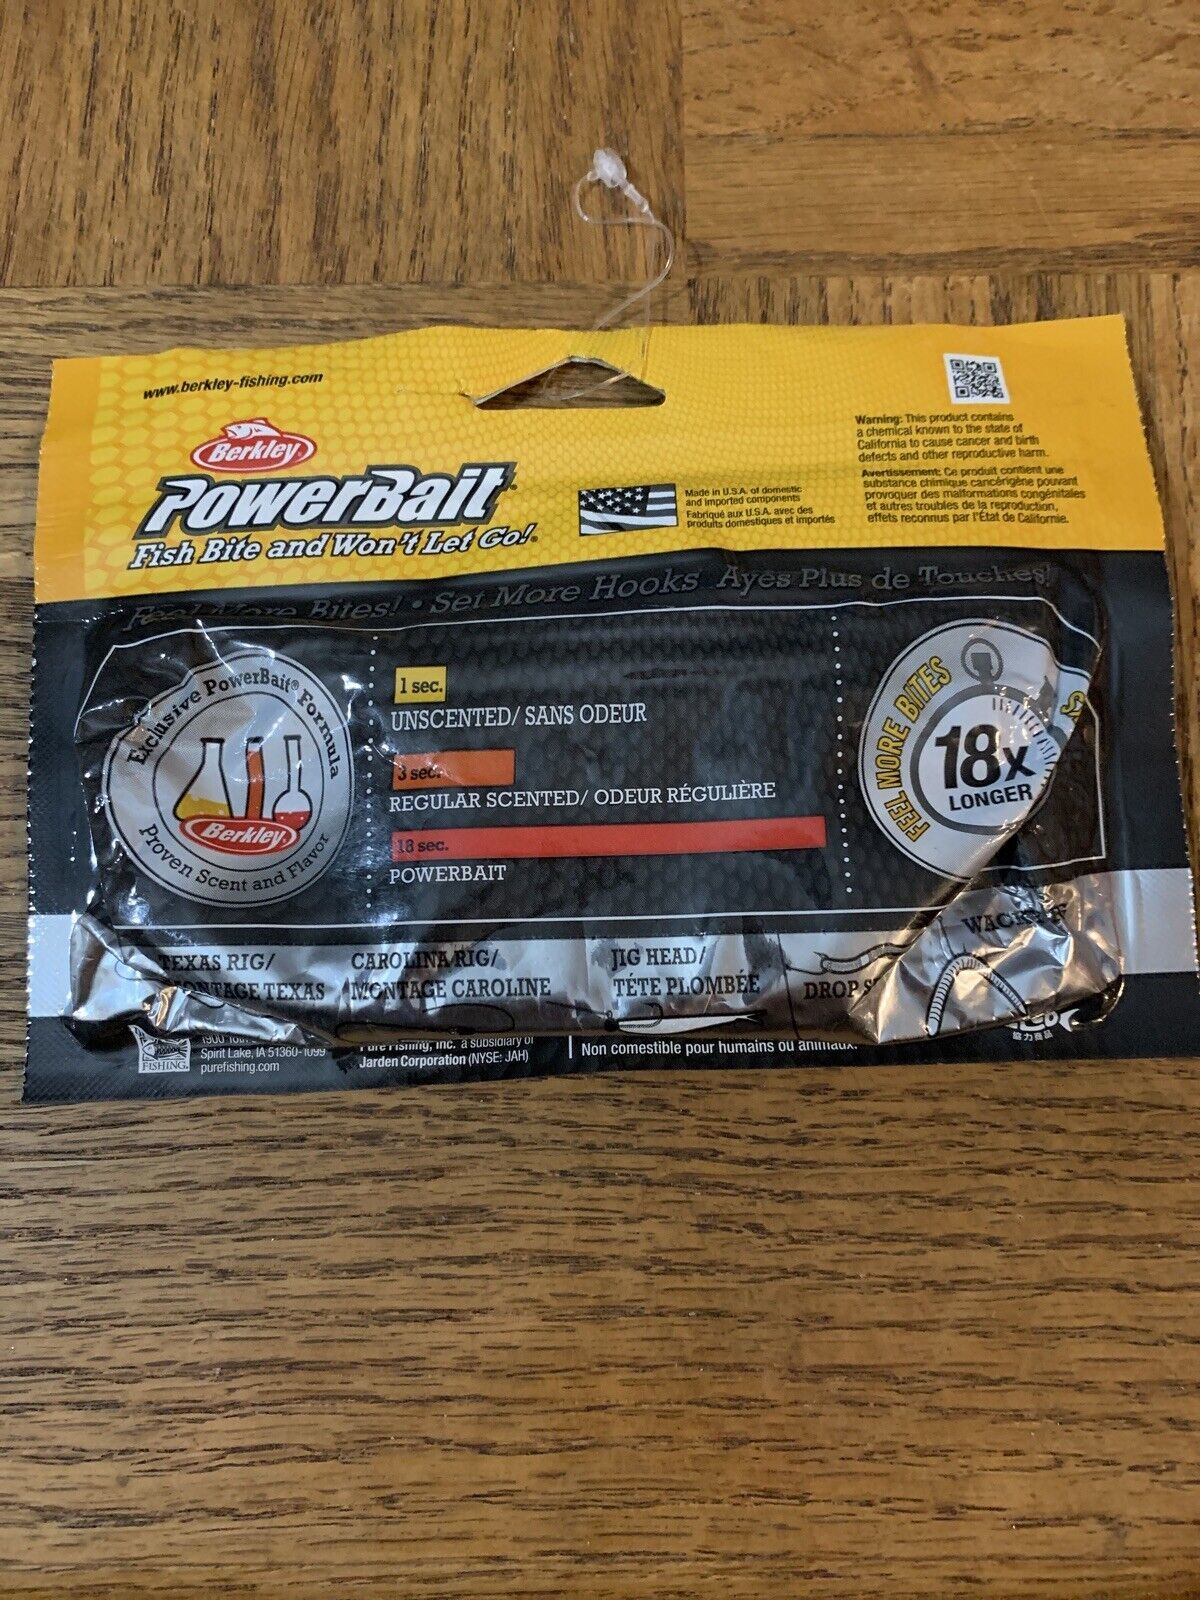 www.berkley-fishing.com
Berkley
PowerBait
Fish Bite and Won't Let Go!®
Made in U.S.A. of domestic
and imported components
Fabriqué aux U.S.A. avec des
produits domestiques et importés
Warning: This product contains
a chemical known to the state of
California to cause cancer and birth
defects and other reproductive harm.
Avertissement: Ce produit contient une
substance chimique cancérigène pouvant
provoquer des malformations congénitales
et autres troubles de la reproduction,
effets reconnus par l'État de Californie.
Feel More Bites! • Set More Hooks Ayes Plus de Touches!
Exclusive PowerBait® Formula
Berkley
Proven Scent and Flavor
1 sec.
UNSCENTED/ SANS ODEUR
3 sec.
REGULAR SCENTED/ ODEUR RÉGULIÈRE
18 sec.
POWERBAIT
FEEL MORE BITES
18x
LONGER
TEXAS RIG/
MONTAGE TEXAS
CAROLINA RIG/
MONTAGE CAROLINE
JIG HEAD/
TÉTE PLOMBÉE
DROP
FISHING
Spirit Lake, IA 51360-1099
purefishing.com
Pure Fishing, Inc. a subsidiary of
Jarden Corporation (NYSE: JAH)
Non comestible pour humains ou animaux.